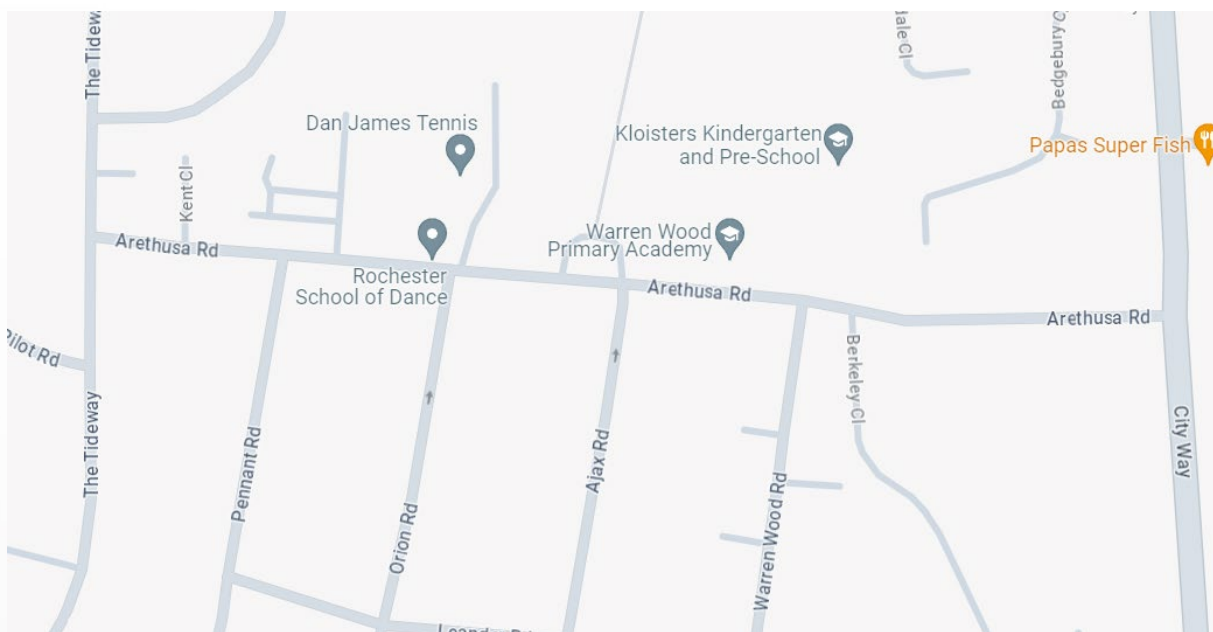 The Tideway
dale Cl
Bedgebury C
Dan James Tennis
Kloisters Kindergarten
and Pre-School
Papas Super Fish
Kent Cl
Arethusa Rd
Warren Wood
Primary Academy
Rochester
School of Dance
Arethusa Rd
Arethusa Rd
Pilot Rd
Berkeley Cl
The Tideway
City Way
Pennant Rd
Ajax Rd
Orion Rd
Warren Wood Rd